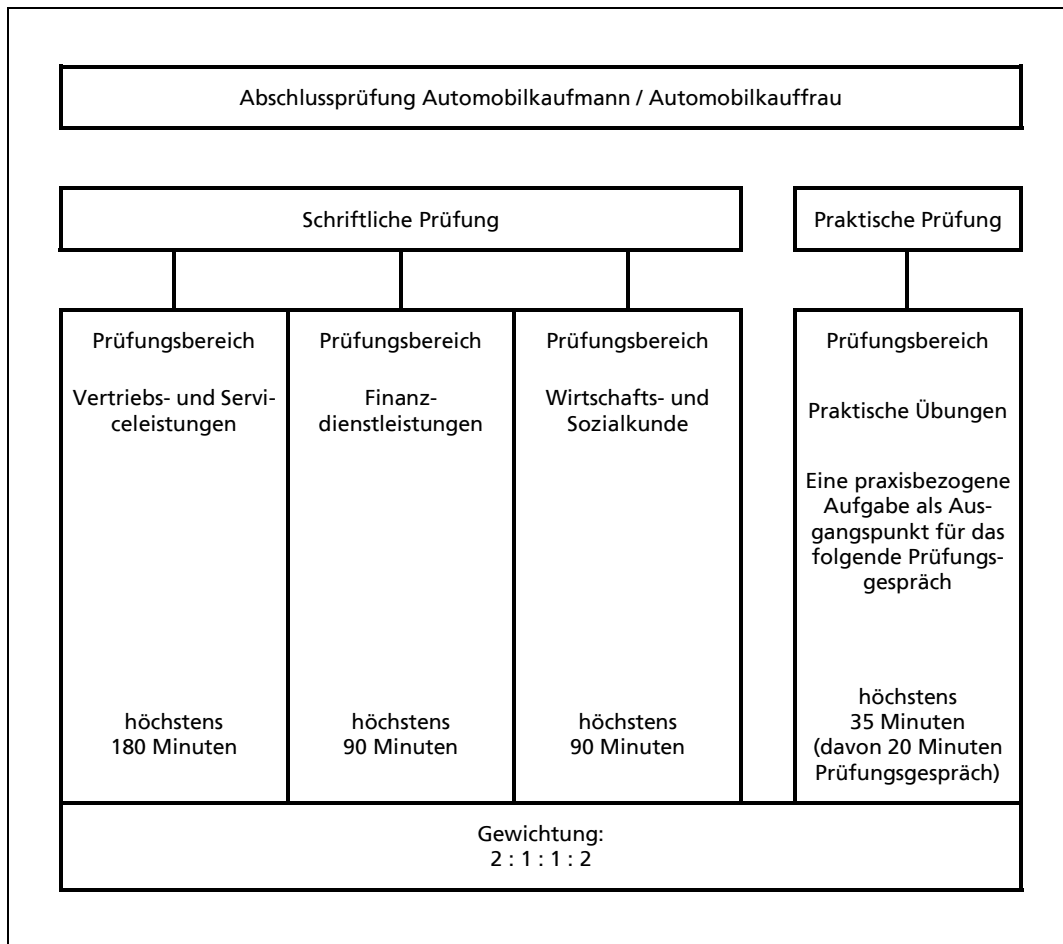 Abschlussprüfung Automobilkaufmann / Automobilkauffrau
Schriftliche Prüfung
Praktische Prüfung
Prüfungsbereich
Vertriebs- und Servi-
celeistungen
höchstens
180 Minuten
Prüfungsbereich
Finanz-
dienstleistungen
höchstens
90 Minuten
Prüfungsbereich
Wirtschafts- und
Sozialkunde
höchstens
90 Minuten
Prüfungsbereich
Praktische Übungen
Eine praxisbezogene
Aufgabe als Aus-
gangspunkt für das
folgende Prüfungs-
gespräch
höchstens
35 Minuten
(davon 20 Minuten
Prüfungsgespräch)
Gewichtung:
2 : 1 : 1 : 2